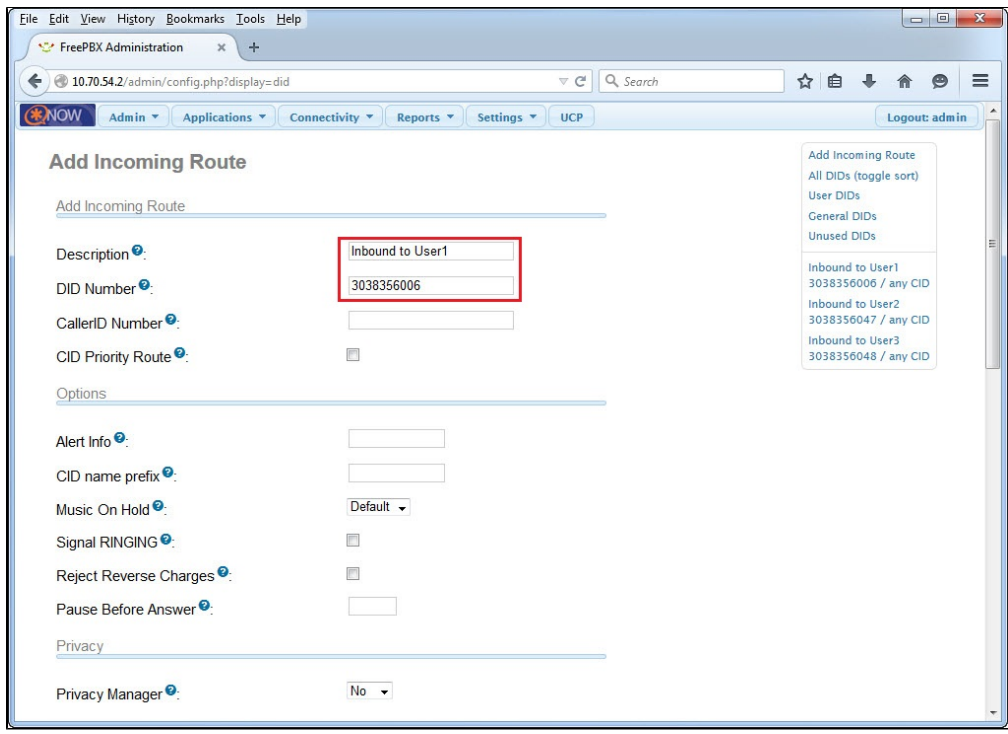 File Edit View History Bookmarks Tools Help
FreePBX Administration × +
10.70.54.2/admin/config.php?display=did
Search
NOW Admin Applications Connectivity Reports Settings UCP Logout: admin
Add Incoming Route
Add Incoming Route
Description ?: Inbound to User1
DID Number ?: 3038356006
CallerID Number ?:
CID Priority Route ?:
Options
Alert Info ?:
CID name prefix ?:
Music On Hold ?: Default
Signal RINGING ?:
Reject Reverse Charges ?:
Pause Before Answer ?:
Privacy
Privacy Manager ?: No
Add Incoming Route
All DIDs (toggle sort)
User DIDs
General DIDs
Unused DIDs
Inbound to User1
3038356006 / any CID
Inbound to User2
3038356047 / any CID
Inbound to User3
3038356048 / any CID